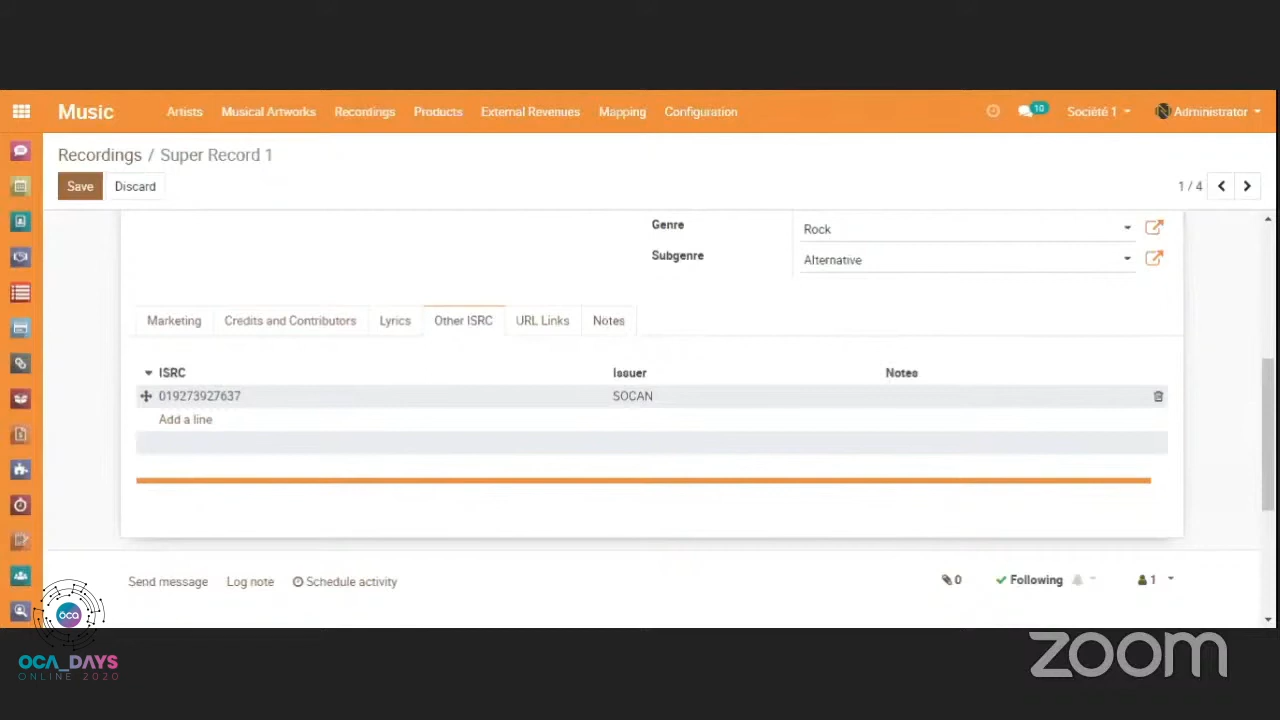 Music Artists Musical Artworks Recordings Products External Revenues Mapping Configuration 10 Société 1 Administrator
Recordings / Super Record 1
Save Discard 1 / 4
Genre Rock
Subgenre Alternative
Marketing Credits and Contributors Lyrics Other ISRC URL Links Notes
ISRC Issuer Notes
019273927637 SOCAN
Add a line
Send message Log note Schedule activity 0 Following 1
oca
OCA_DAYS
ONLINE 2020
zoom